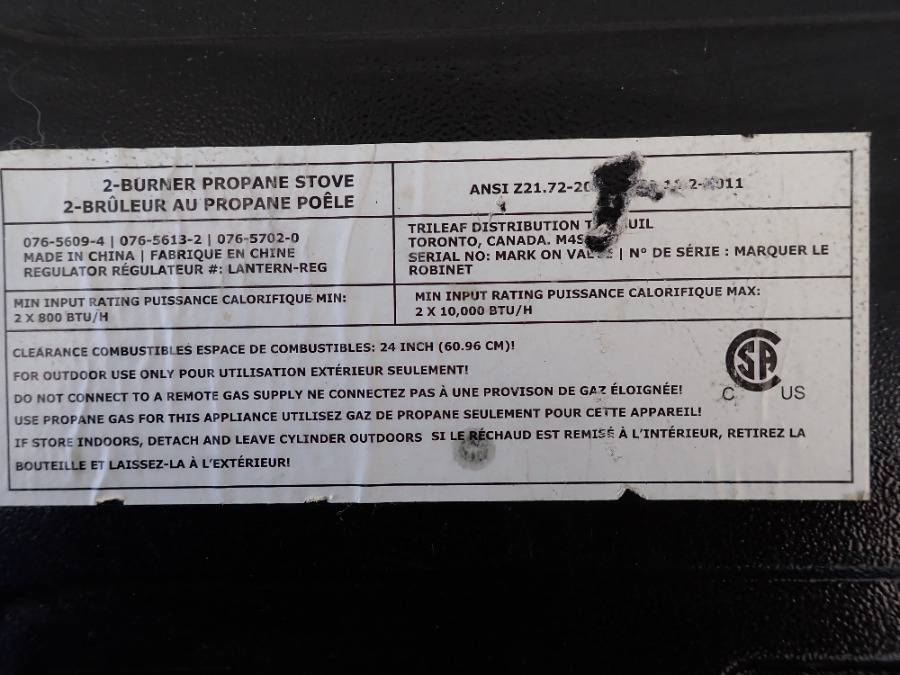 2-BURNER PROPANE STOVE
2-BRÛLEUR AU PROPANE POÊLE
ANSI
076-5609-4 | 076-5613-2 | 076-5702-0
MADE IN CHINA | FABRIQUE EN CHINE
REGULATOR RÉGULATEUR #: LANTERN-REG
TRILEAF DISTRIBUTION
TORONTO, CANADA.
SERIAL NO: MARK ON | N° DE SÉRIE : MARQUER LE
ROBINET
MIN INPUT RATING PUISSANCE CALORIFIQUE MIN:
2 X 800 BTU/H
MIN INPUT RATING PUISSANCE CALORIFIQUE MAX:
2 X 10,000 BTU/H
CLEARANCE COMBUSTIBLES ESPACE DE COMBUSTIBLES: 24 INCH (60.96 CM)!
FOR OUTDOOR USE ONLY POUR UTILISATION EXTÉRIEUR SEULEMENT!
DO NOT CONNECT TO A REMOTE GAS SUPPLY NE CONNECTEZ PAS À UNE PROVISON DE GAZ ÉLOIGNÉE!
USE PROPANE GAS FOR THIS APPLIANCE UTILISEZ GAZ DE PROPANE SEULEMENT POUR CETTE APPAREIL!
IF STORE INDOORS, DETACH AND LEAVE CYLINDER OUTDOORS SI LE RÉCHAUD EST REMISÉ À L'INTÉRIEUR, RETIREZ LA
BOUTEILLE ET LAISSEZ-LA À L'EXTÉRIEUR!
CSA
C US